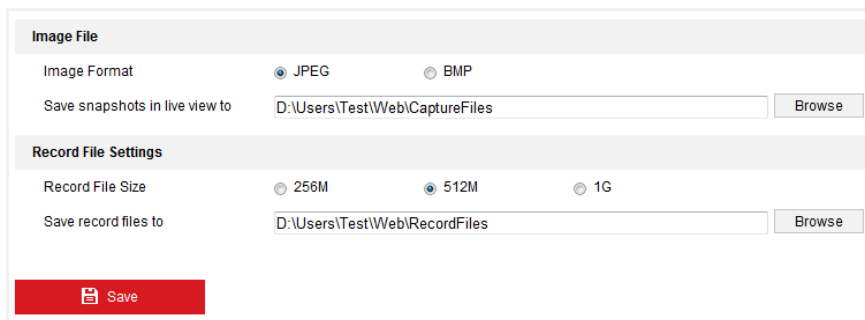 Image File
Image Format JPEG BMP
Save snapshots in live view to D:\Users\Test\Web\CaptureFiles Browse
Record File Settings
Record File Size 256M 512M 1G
Save record files to D:\Users\Test\Web\RecordFiles Browse
Save